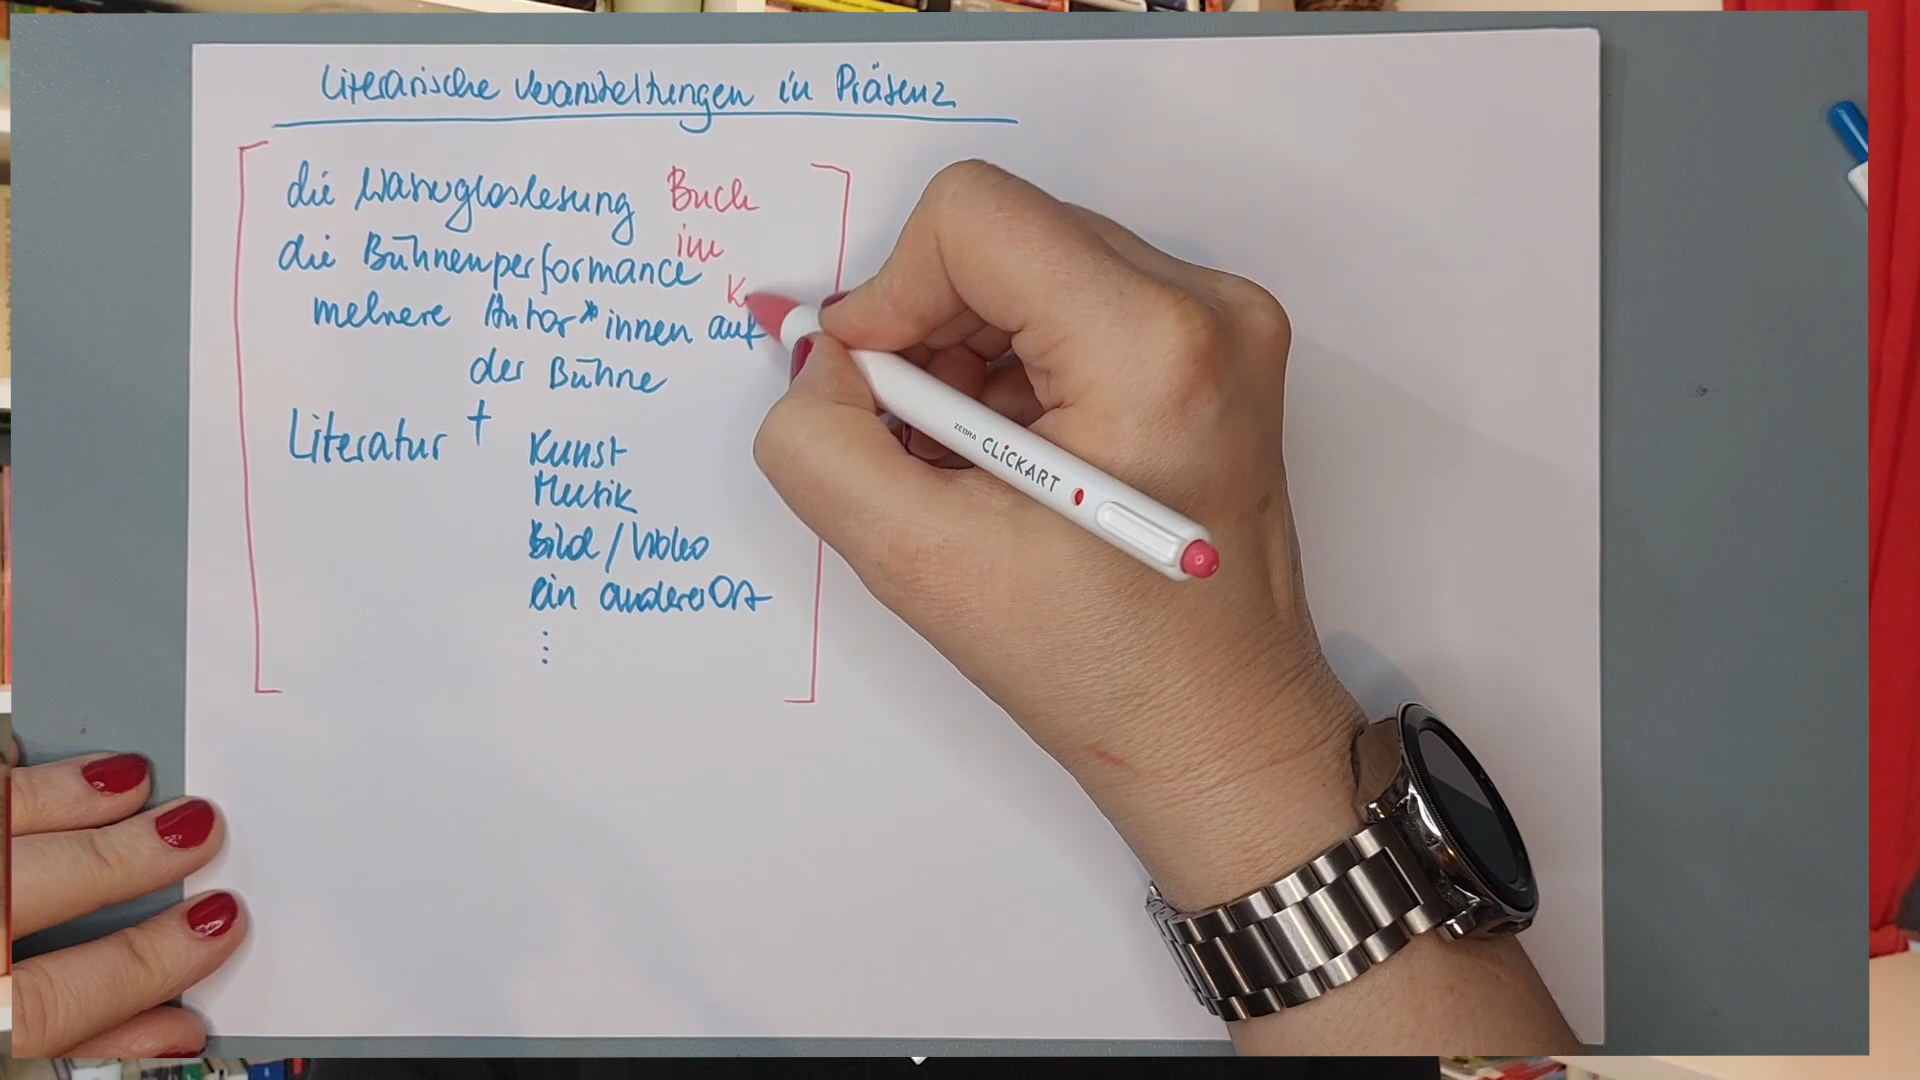 Literarische Veranstaltungen in Präsenz
die Wasserglaslesung Buch
im
die Bühnenperformance
K
mehrere Autor*innen auf
der Bühne
Literatur + Kunst
Musik
Bild / Video
ein anderer Ort
⋮
ZEBRA CLiCKART